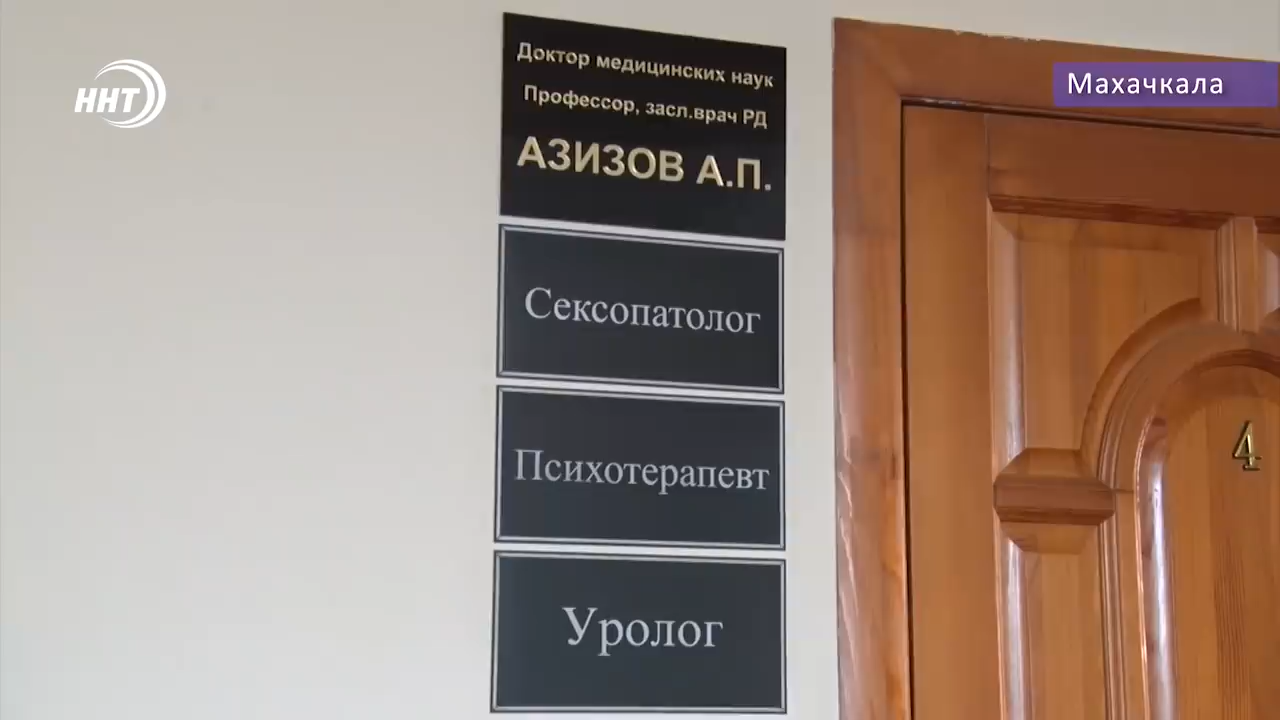 ННТ
Махачкала
Доктор медицинских наук
Профессор, засл.врач РД
АЗИЗОВ А.П.
Сексопатолог
Психотерапевт
Уролог
4